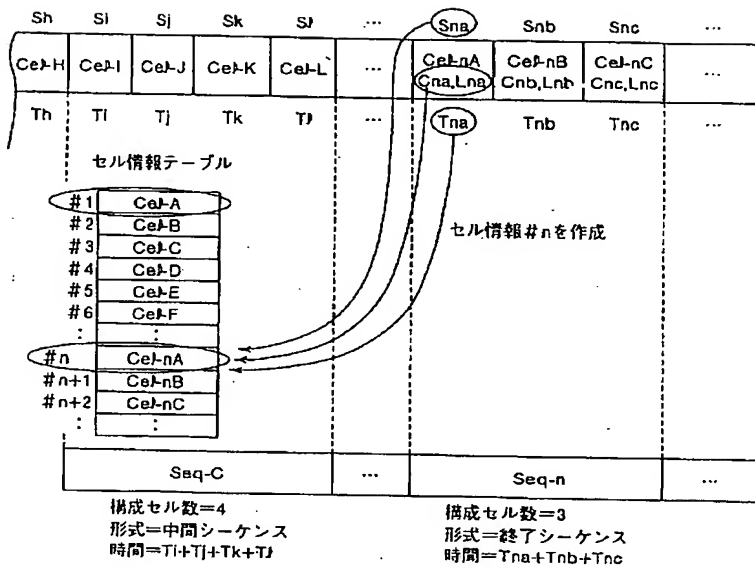 Sh Si Sj Sk Sl ... Sna Snb Snc ...
Cel-H Cel-I Cel-J Cel-K Cel-L ... Cel-nA Cel-nB Cel-nC ...
Cna,Lna Cnb,Lnb Cnc,Lnc
Th Ti Tj Tk Tl ... Tna Tnb Tnc ...
セル情報テーブル
#1 Cel-A
#2 Cel-B
#3 Cel-C
#4 Cel-D
#5 Cel-E
#6 Cel-F
: :
#n Cel-nA
#n+1 Cel-nB
#n+2 Cel-nC
: :
セル情報#nを作成
Seq-C ... Seq-n ...
構成セル数=4
形式=中間シーケンス
時間=Ti+Tj+Tk+Tl
構成セル数=3
形式=終了シーケンス
時間=Tna+Tnb+Tnc